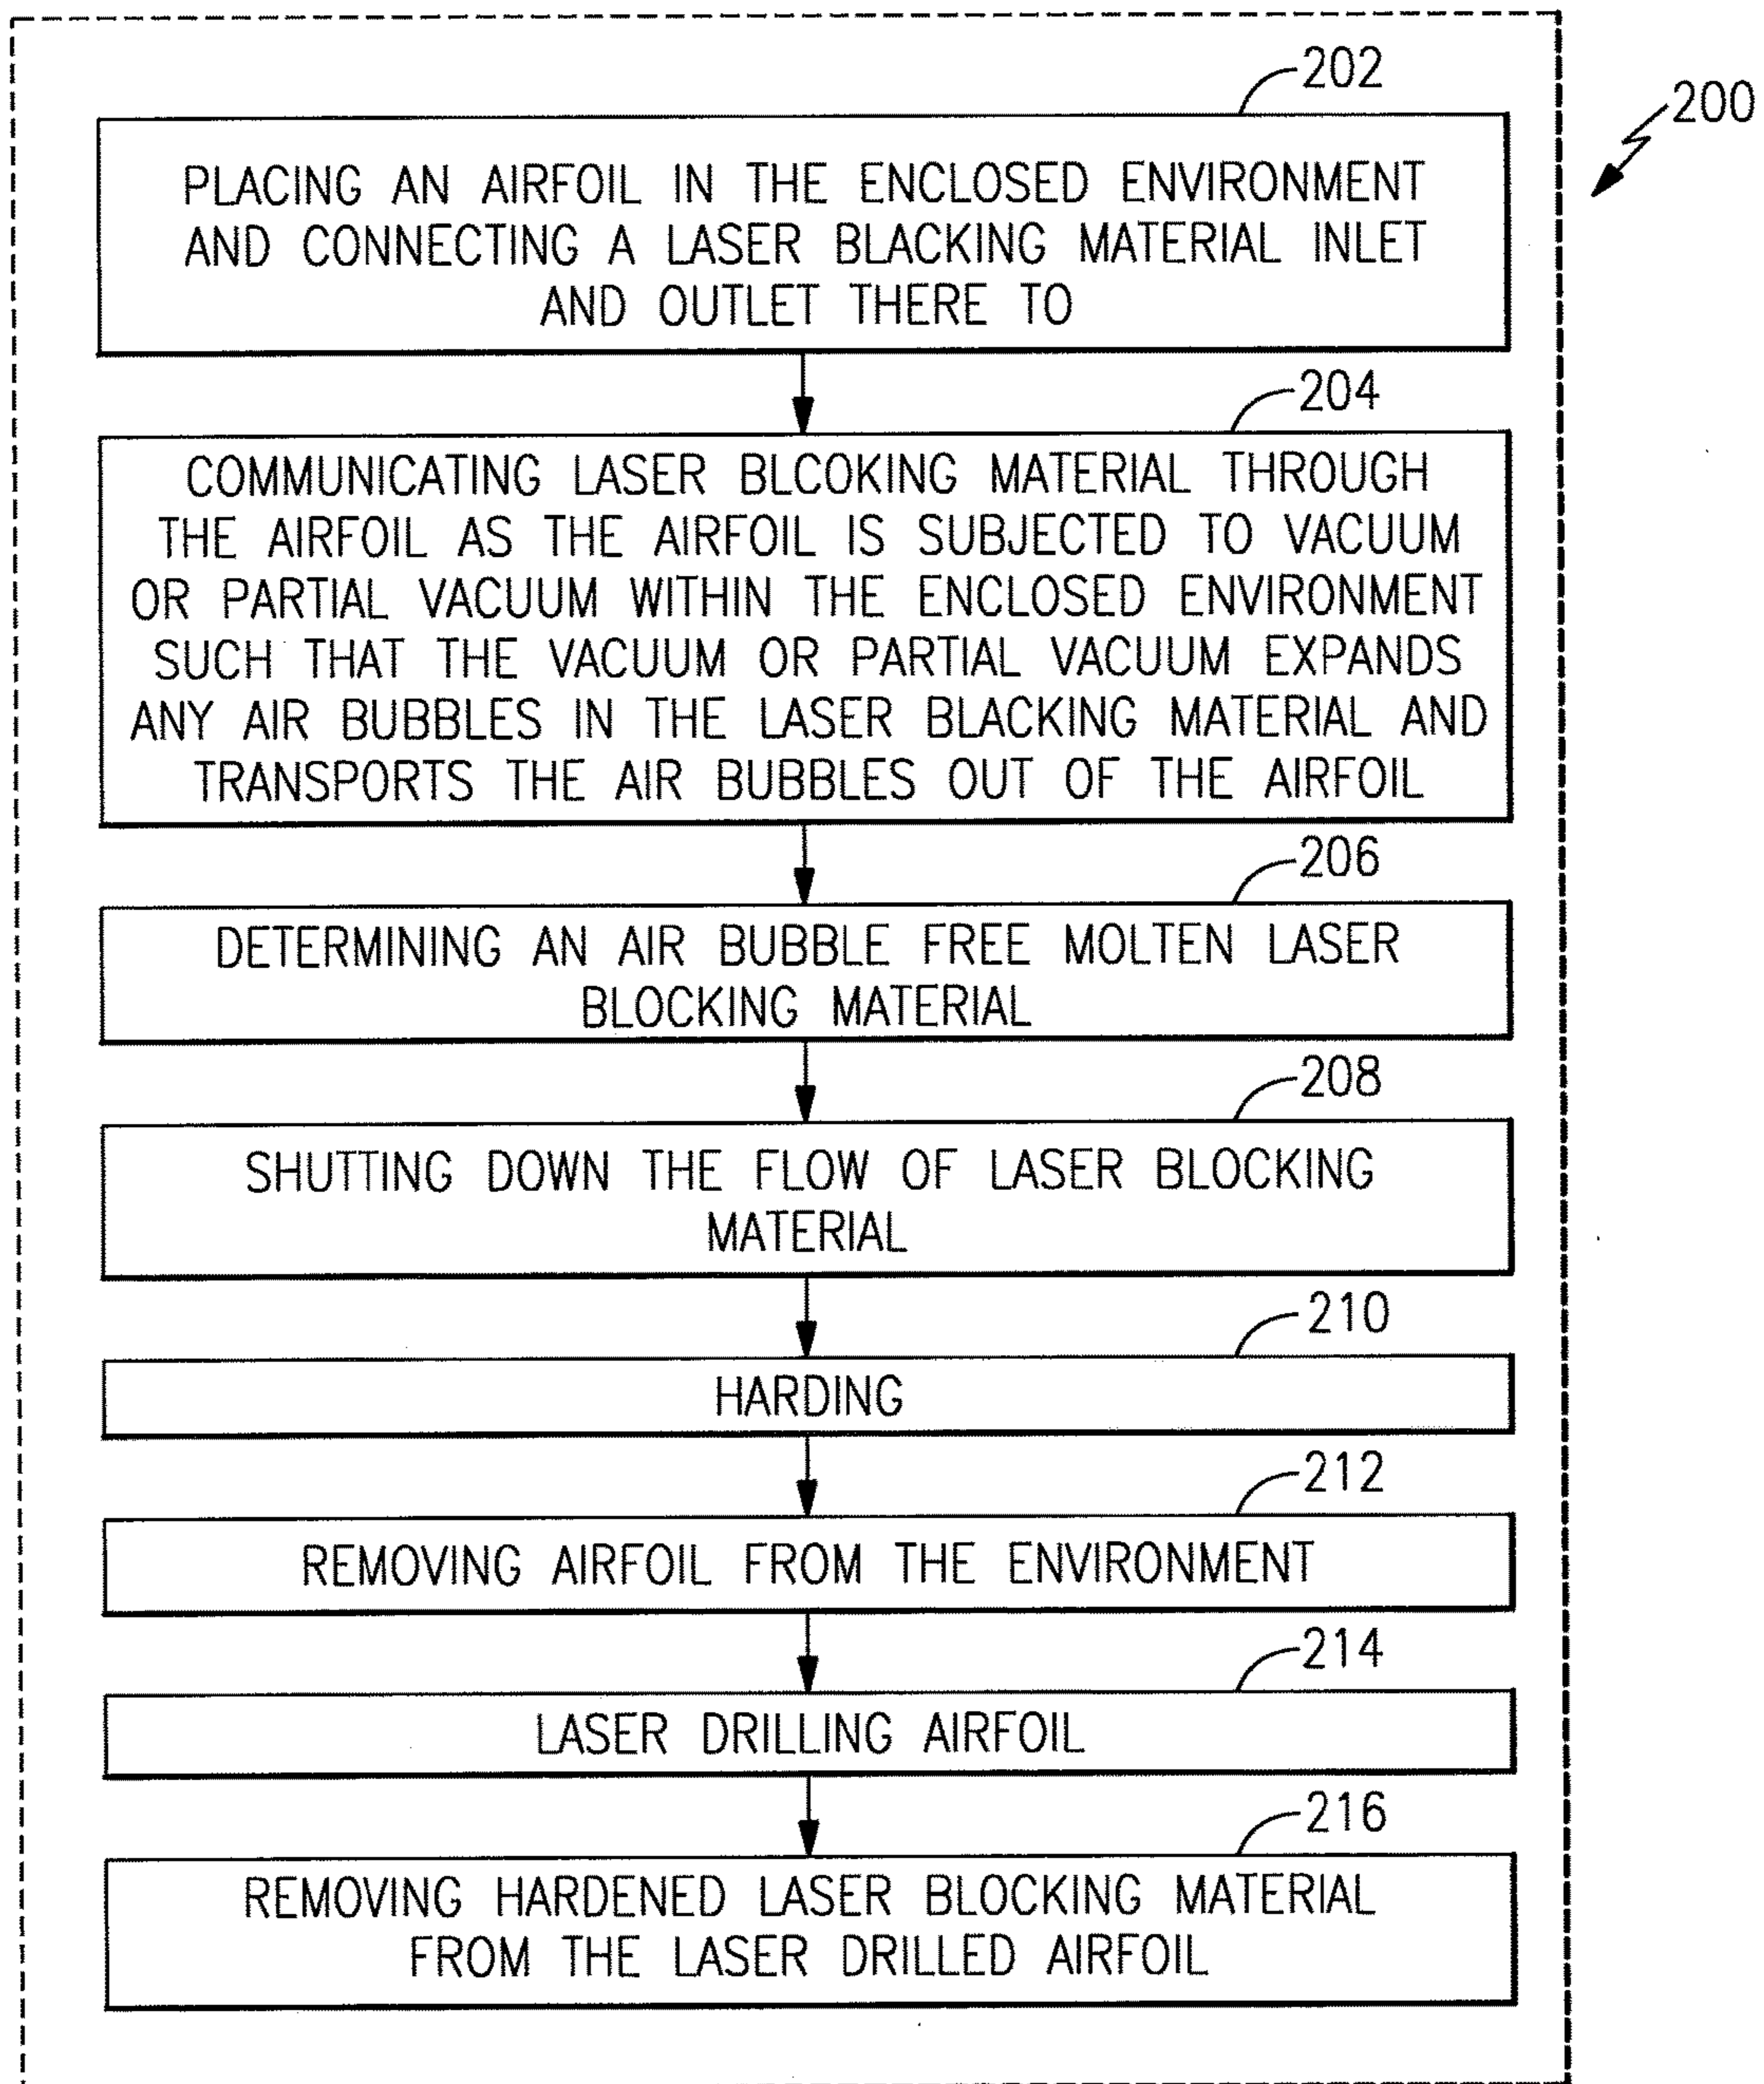 202
200
PLACING AN AIRFOIL IN THE ENCLOSED ENVIRONMENT
AND CONNECTING A LASER BLACKING MATERIAL INLET
AND OUTLET THERE TO
204
COMMUNICATING LASER BLCOKING MATERIAL THROUGH
THE AIRFOIL AS THE AIRFOIL IS SUBJECTED TO VACUUM
OR PARTIAL VACUUM WITHIN THE ENCLOSED ENVIRONMENT
SUCH THAT THE VACUUM OR PARTIAL VACUUM EXPANDS
ANY AIR BUBBLES IN THE LASER BLACKING MATERIAL AND
TRANSPORTS THE AIR BUBBLES OUT OF THE AIRFOIL
206
DETERMINING AN AIR BUBBLE FREE MOLTEN LASER
BLOCKING MATERIAL
208
SHUTTING DOWN THE FLOW OF LASER BLOCKING
MATERIAL
210
HARDING
212
REMOVING AIRFOIL FROM THE ENVIRONMENT
214
LASER DRILLING AIRFOIL
216
REMOVING HARDENED LASER BLOCKING MATERIAL
FROM THE LASER DRILLED AIRFOIL